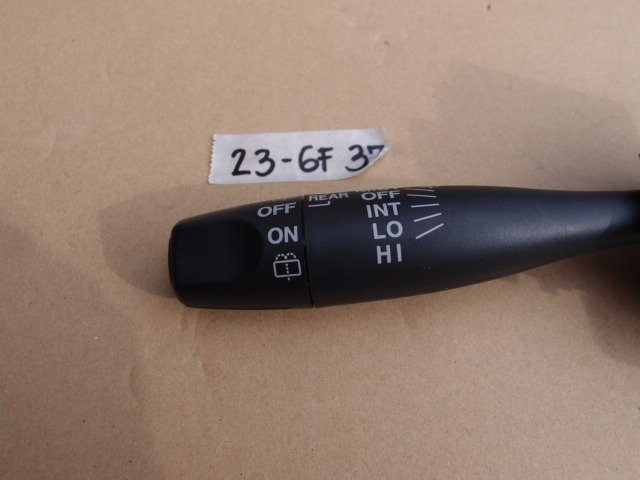 23-6F 37
OFF
ON
REAR
OFF
INT
LO
HI